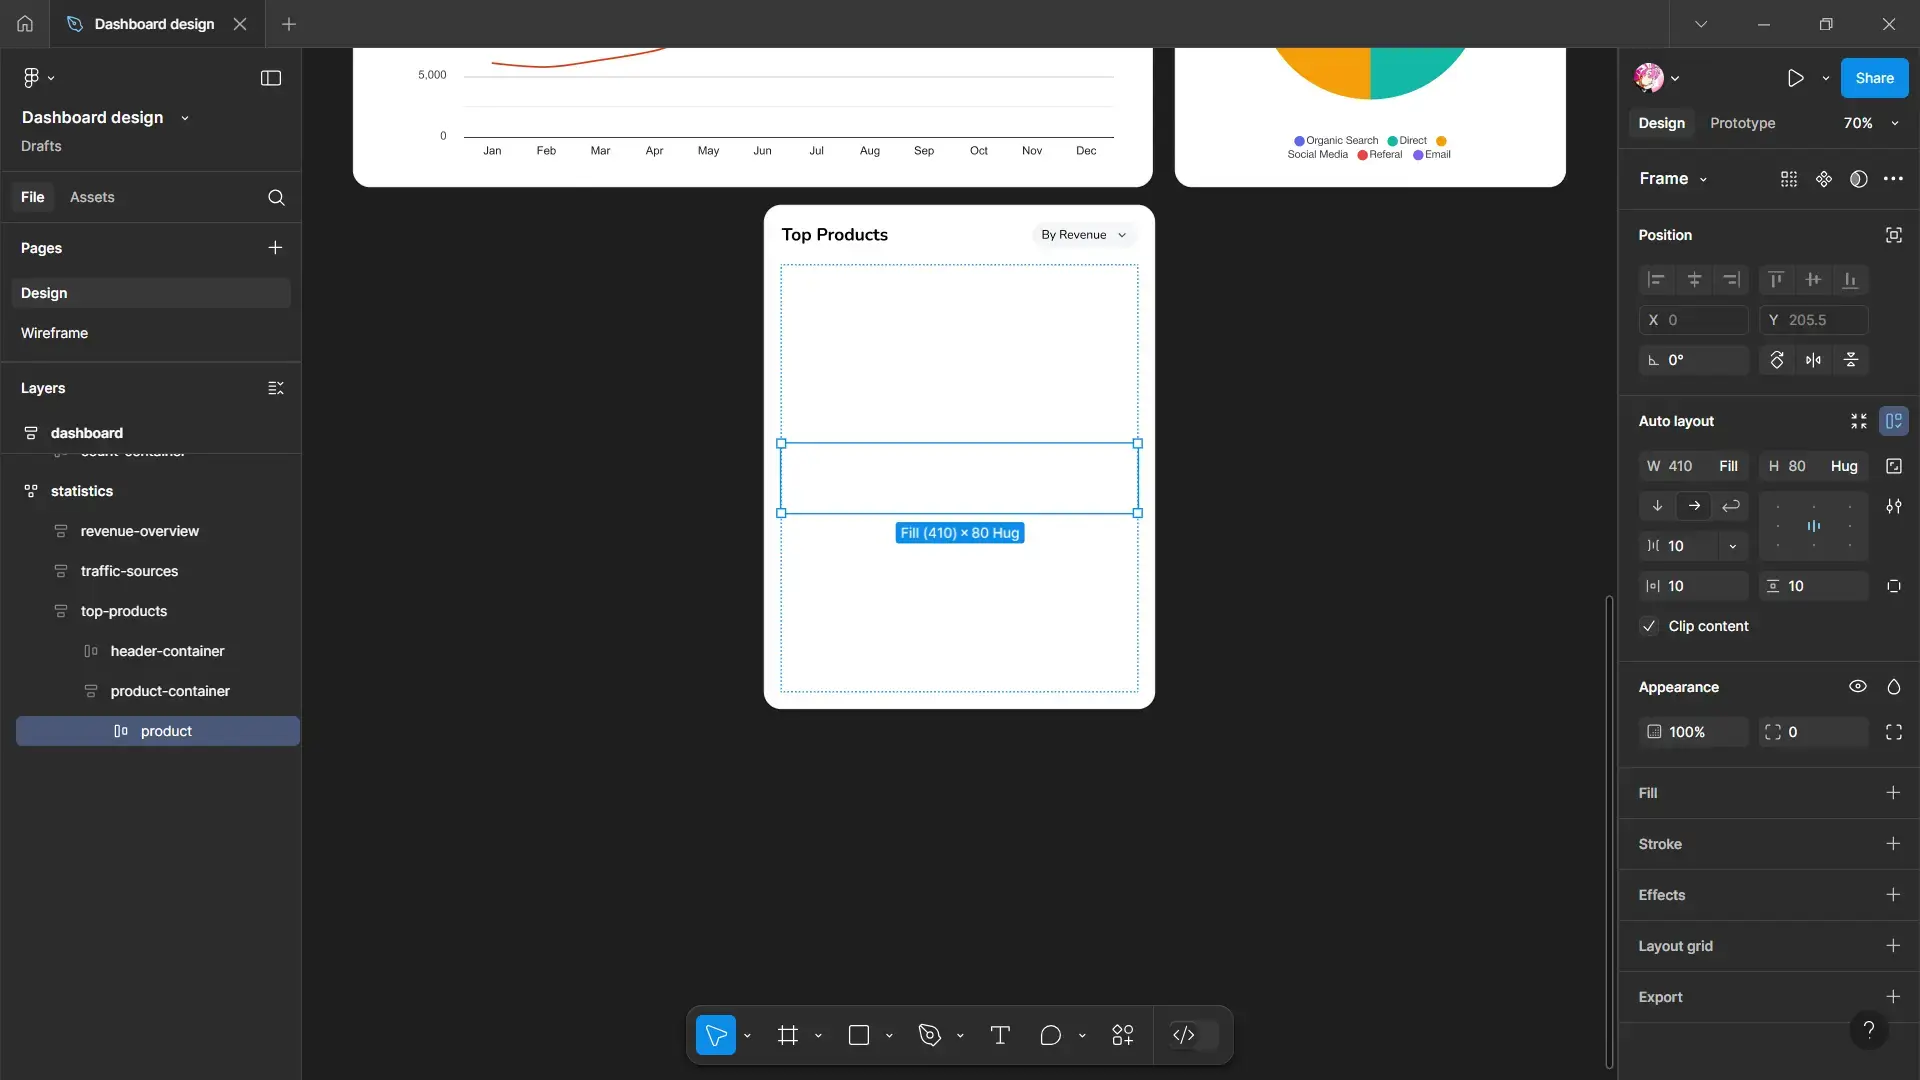 Dashboard design
Dashboard design
Drafts
File
Assets
Pages
Design
Wireframe
Layers
dashboard
count-container
statistics
revenue-overview
traffic-sources
top-products
header-container
product-container
product
5,000
0
Jan Feb Mar Apr May Jun Jul Aug Sep Oct Nov Dec
Organic Search Direct
Social Media Referal Email
Top Products
By Revenue
Fill (410) × 80 Hug
Share
Design
Prototype
70%
Frame
Position
X 0
Y 205.5
0°
Auto layout
W 410 Fill
H 80 Hug
10
10
10
Clip content
Appearance
100%
0
Fill
Stroke
Effects
Layout grid
Export
?